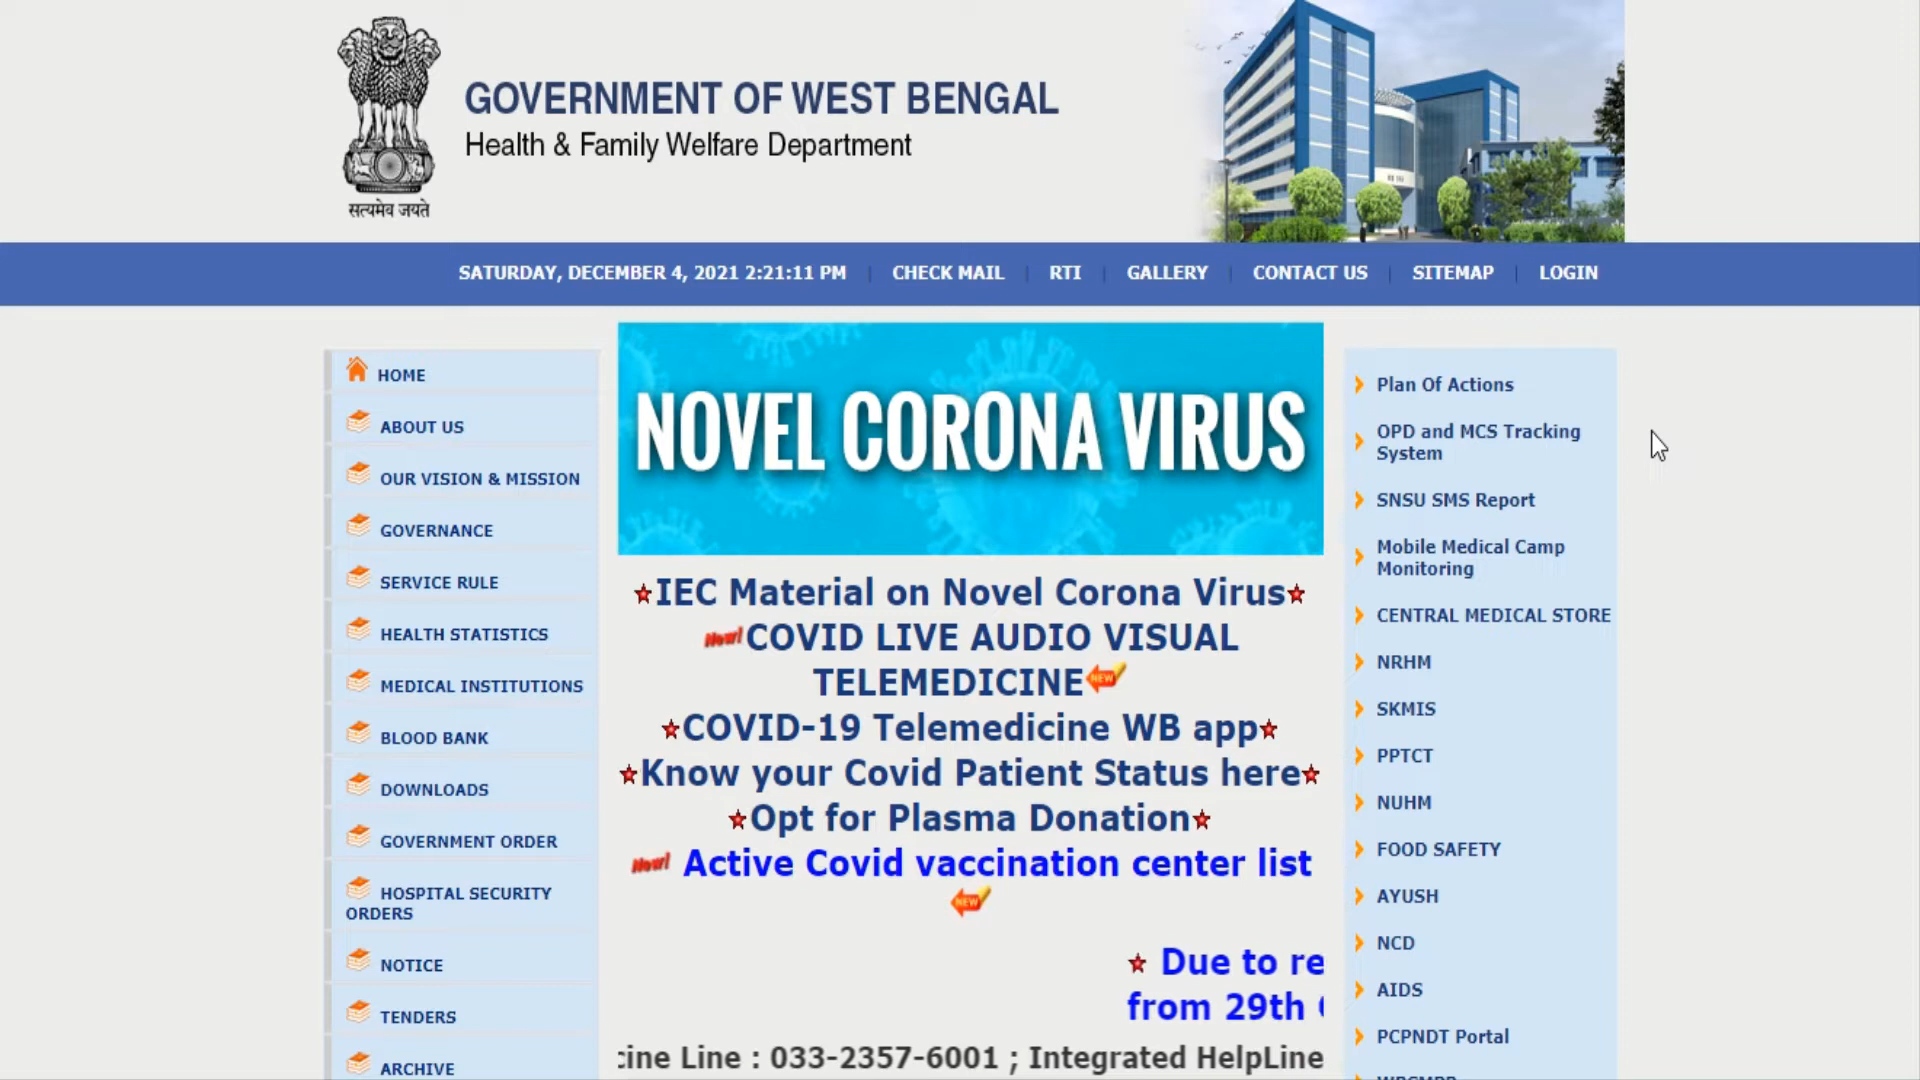 सत्यमेव जयते
GOVERNMENT OF WEST BENGAL
Health & Family Welfare Department
SATURDAY, DECEMBER 4, 2021 2:21:11 PM | CHECK MAIL | RTI | GALLERY | CONTACT US | SITEMAP | LOGIN
HOME
ABOUT US
OUR VISION & MISSION
GOVERNANCE
SERVICE RULE
HEALTH STATISTICS
MEDICAL INSTITUTIONS
BLOOD BANK
DOWNLOADS
GOVERNMENT ORDER
HOSPITAL SECURITY
ORDERS
NOTICE
TENDERS
ARCHIVE
NOVEL CORONA VIRUS
IEC Material on Novel Corona Virus
New! COVID LIVE AUDIO VISUAL
TELEMEDICINE NEW
COVID-19 Telemedicine WB app
Know your Covid Patient Status here
Opt for Plasma Donation
New! Active Covid vaccination center list
NEW
Due to re
from 29th
cine Line : 033-2357-6001 ; Integrated HelpLine
Plan Of Actions
OPD and MCS Tracking
System
SNSU SMS Report
Mobile Medical Camp
Monitoring
CENTRAL MEDICAL STORE
NRHM
SKMIS
PPTCT
NUHM
FOOD SAFETY
AYUSH
NCD
AIDS
PCPNDT Portal